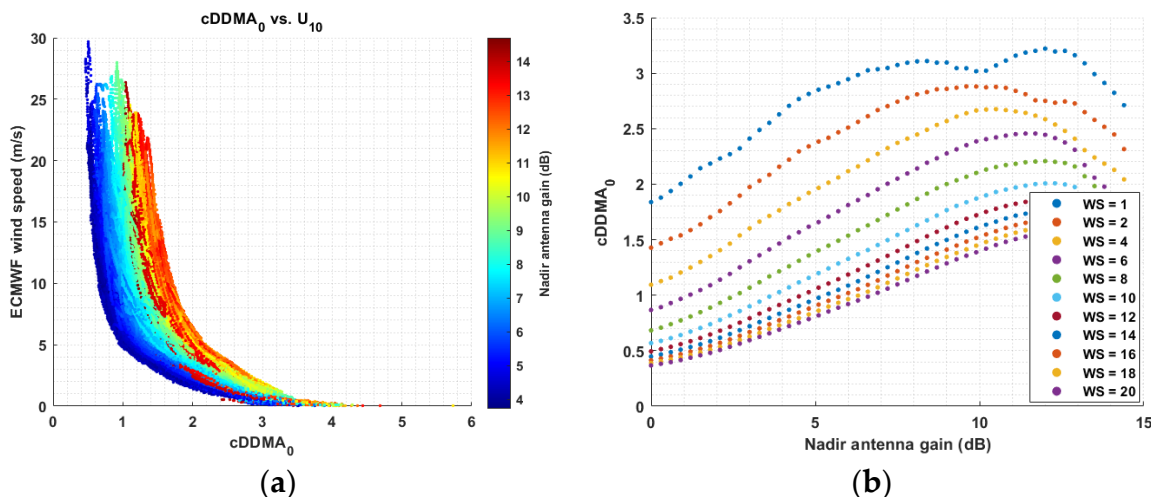 cDDMA0 vs. U10
ECMWF wind speed (m/s)
30
25
20
15
10
5
0
0 1 2 3 4 5 6
cDDMA0
14
13
12
11
10
9
8
7
6
5
4
Nadir antenna gain (dB)
(a)
cDDMA0
3.5
3
2.5
2
1.5
1
0.5
0
0 5 10 15
Nadir antenna gain (dB)
WS = 1
WS = 2
WS = 4
WS = 6
WS = 8
WS = 10
WS = 12
WS = 14
WS = 16
WS = 18
WS = 20
(b)